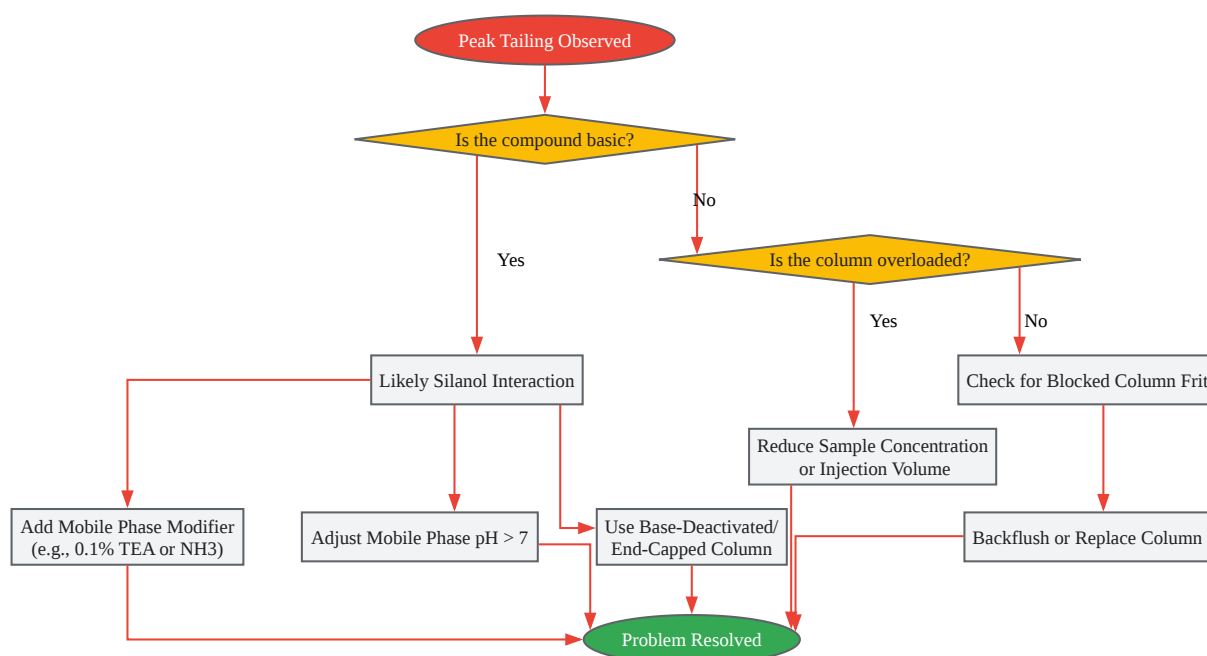 Peak Tailing Observed
Is the compound basic?
No
Yes
Is the column overloaded?
Yes
No
Likely Silanol Interaction
Check for Blocked Column Frit
Reduce Sample Concentration
or Injection Volume
Add Mobile Phase Modifier
(e.g., 0.1% TEA or NH3)
Adjust Mobile Phase pH > 7
Use Base-Deactivated/
End-Capped Column
Backflush or Replace Column
Problem Resolved